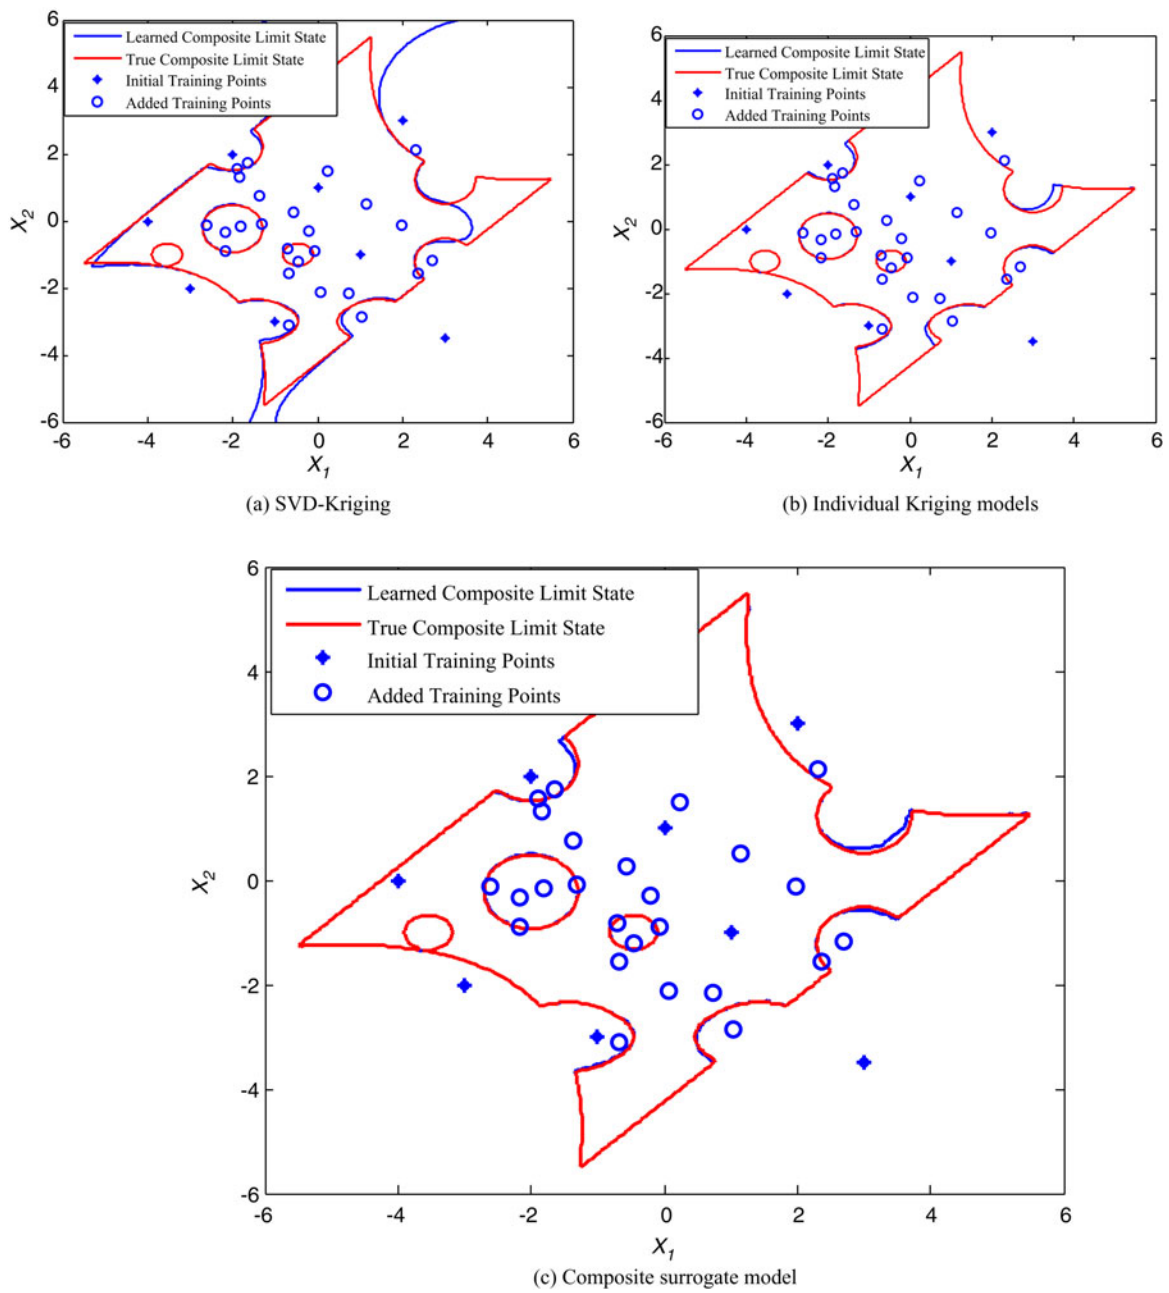 6
4
2
0
-2
-4
-6
X2
Learned Composite Limit State
True Composite Limit State
Initial Training Points
Added Training Points
-6
-4
-2
0
2
4
6
X1
(a) SVD-Kriging
6
4
2
0
-2
-4
-6
X2
Learned Composite Limit State
True Composite Limit State
Initial Training Points
Added Training Points
-6
-4
-2
0
2
4
6
X1
(b) Individual Kriging models
6
4
2
0
-2
-4
-6
X2
Learned Composite Limit State
True Composite Limit State
Initial Training Points
Added Training Points
-6
-4
-2
0
2
4
6
X1
(c) Composite surrogate model